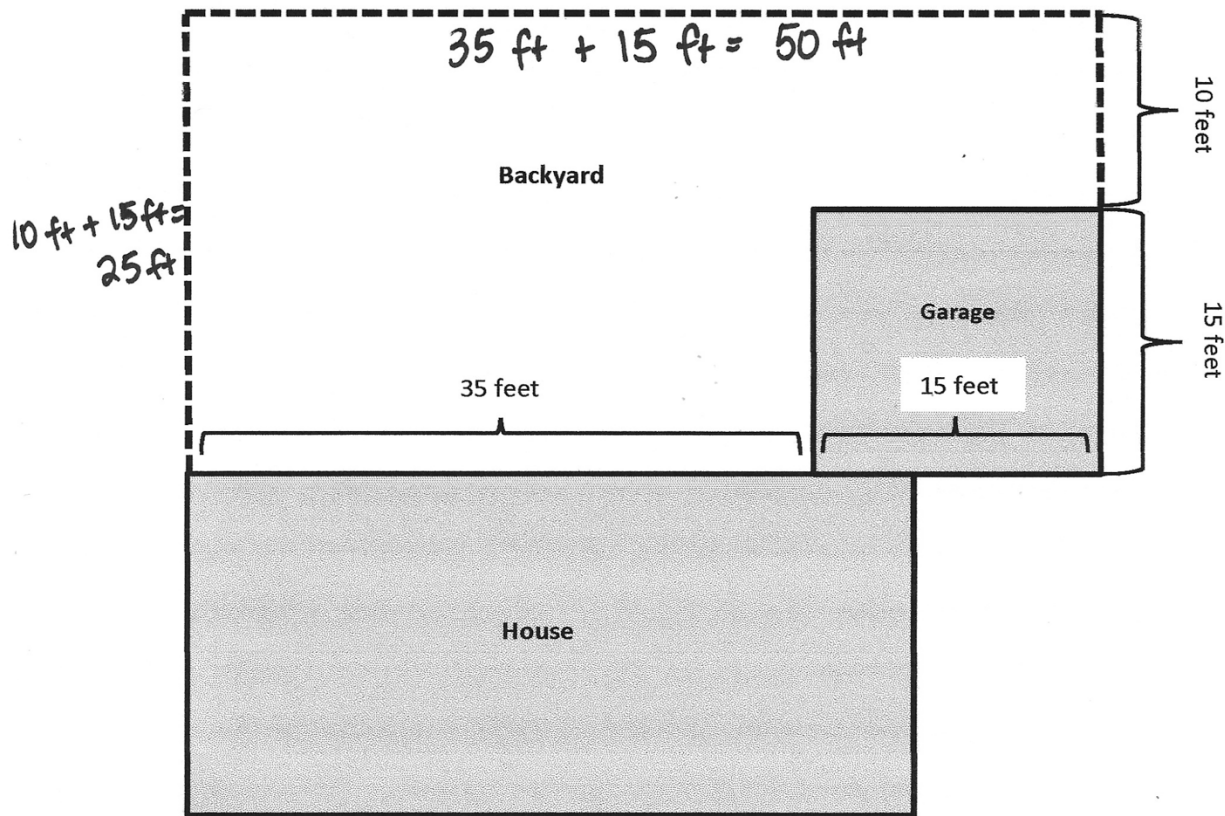 35 ft + 15 ft = 50 ft
10 feet
Backyard
10 ft + 15 ft =
25 ft
Garage
15 feet
35 feet
15 feet
House